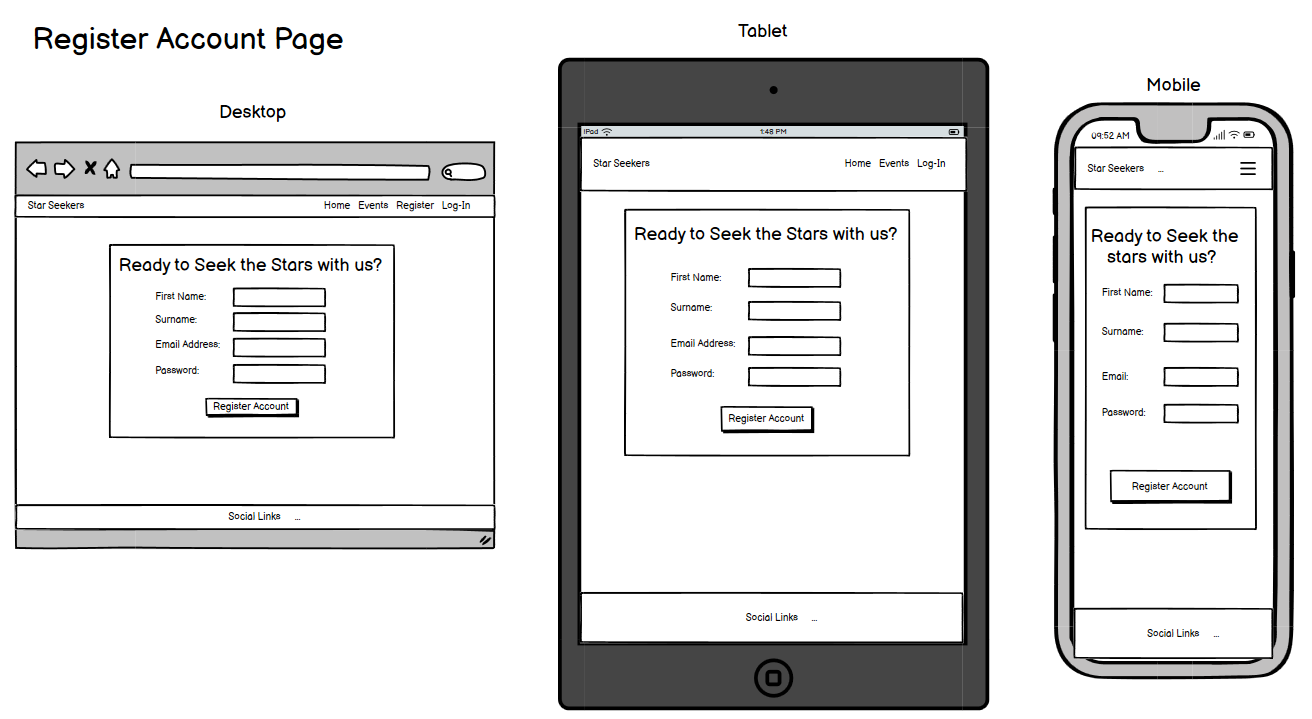 Register Account Page
Desktop
Star Seekers Home Events Register Log-In
Ready to Seek the Stars with us?
First Name:
Surname:
Email Address:
Password:
Register Account
Social Links ...
Tablet
iPad 1:48 PM
Star Seekers Home Events Log-In
Ready to Seek the Stars with us?
First Name:
Surname:
Email Address:
Password:
Register Account
Social Links ...
Mobile
09:52 AM
Star Seekers ...
Ready to Seek the
stars with us?
First Name:
Surname:
Email:
Password:
Register Account
Social Links ...